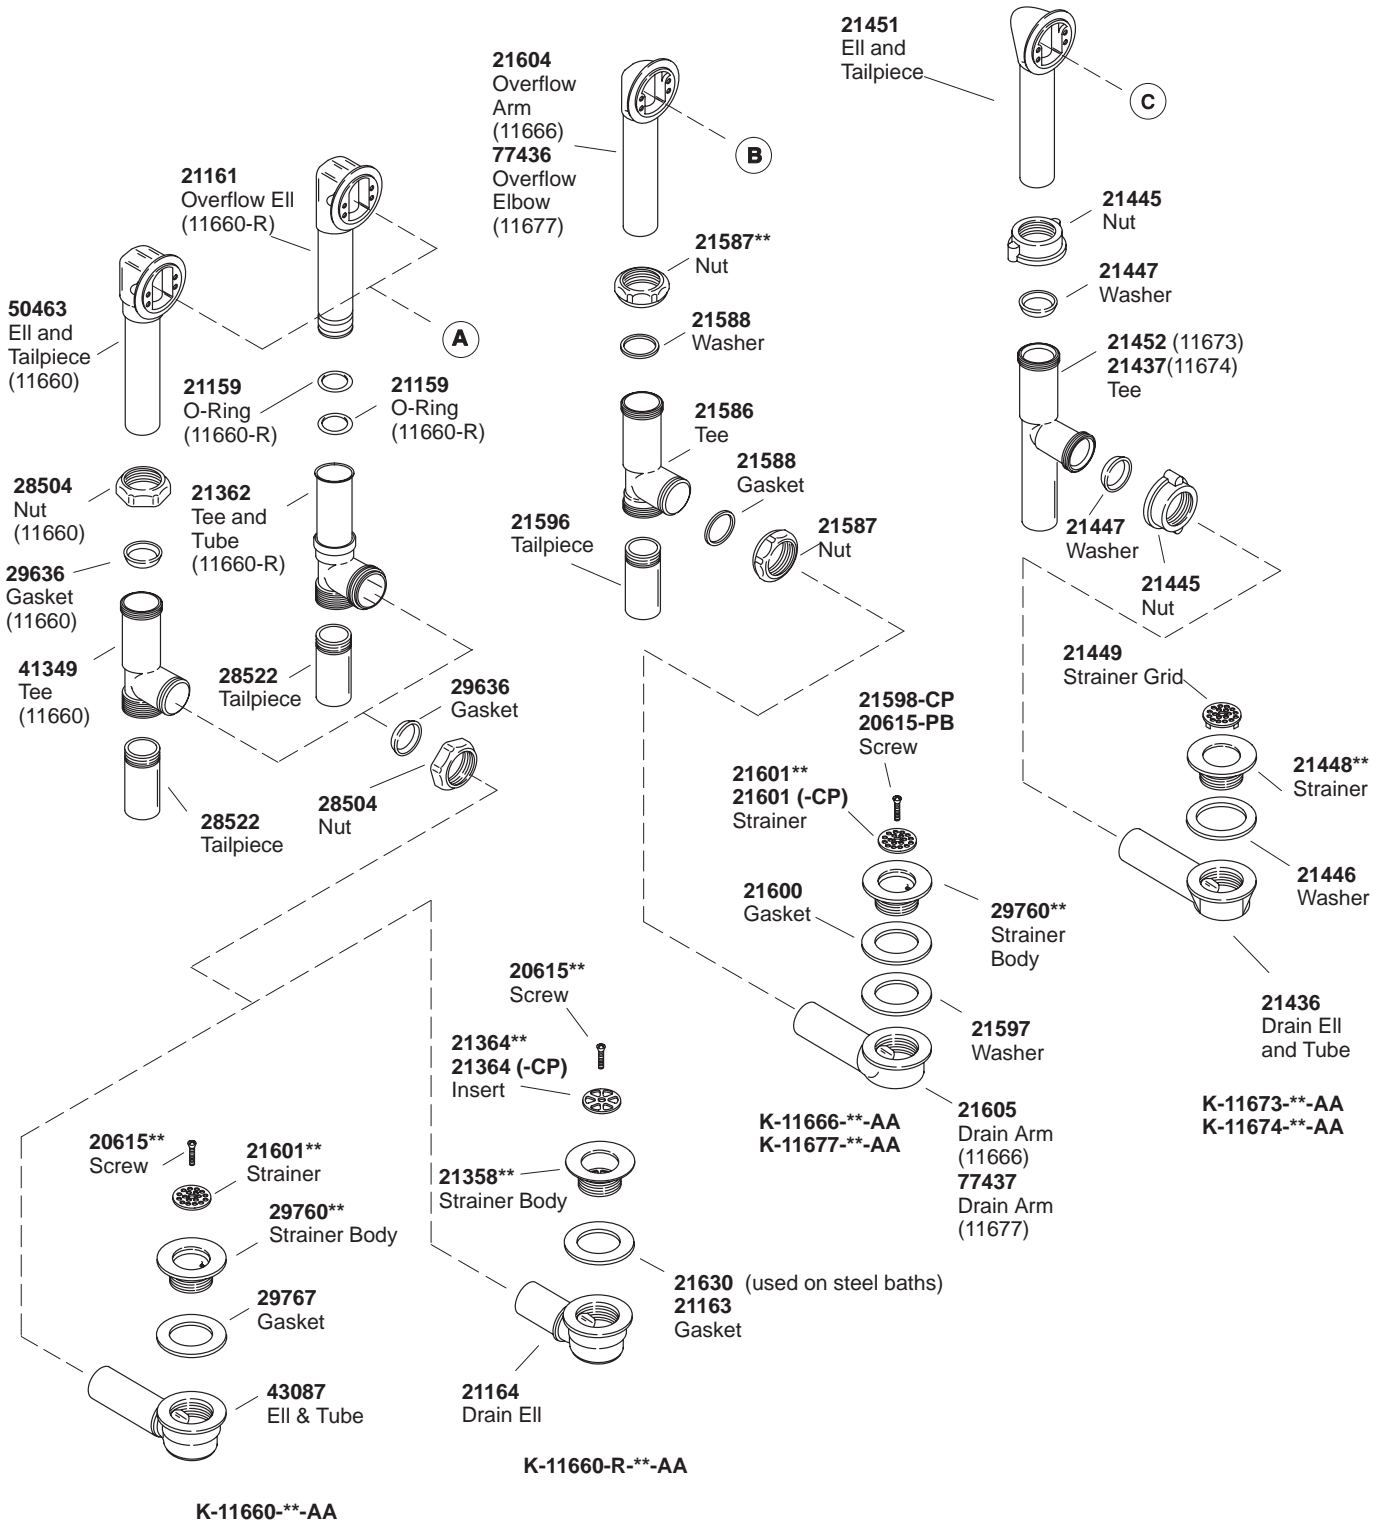 21451
Ell and
Tailpiece
C
21604
Overflow
Arm
(11666)
77436
Overflow
Elbow
(11677)
B
21161
Overflow Ell
(11660-R)
21445
Nut
21587**
Nut
21447
Washer
50463
Ell and
Tailpiece
(11660)
A
21588
Washer
21452 (11673)
21437(11674)
Tee
21159
O-Ring
(11660-R)
21159
O-Ring
(11660-R)
21586
Tee
21588
Gasket
28504
Nut
(11660)
21362
Tee and
Tube
(11660-R)
21596
Tailpiece
21587
Nut
21447
Washer
21445
Nut
29636
Gasket
(11660)
41349
Tee
(11660)
28522
Tailpiece
29636
Gasket
21449
Strainer Grid
21598-CP
20615-PB
Screw
21601**
21601 (-CP)
Strainer
21448**
Strainer
28504
Nut
28522
Tailpiece
21446
Washer
21600
Gasket
29760**
Strainer
Body
20615**
Screw
21436
Drain Ell
and Tube
21597
Washer
21364**
21364 (-CP)
Insert
K-11673-**-AA
K-11674-**-AA
K-11666-**-AA
K-11677-**-AA
21605
Drain Arm
(11666)
77437
Drain Arm
(11677)
20615**
Screw
21601**
Strainer
21358**
Strainer Body
29760**
Strainer Body
21630 (used on steel baths)
21163
Gasket
29767
Gasket
43087
Ell & Tube
21164
Drain Ell
K-11660-R-**-AA
K-11660-**-AA